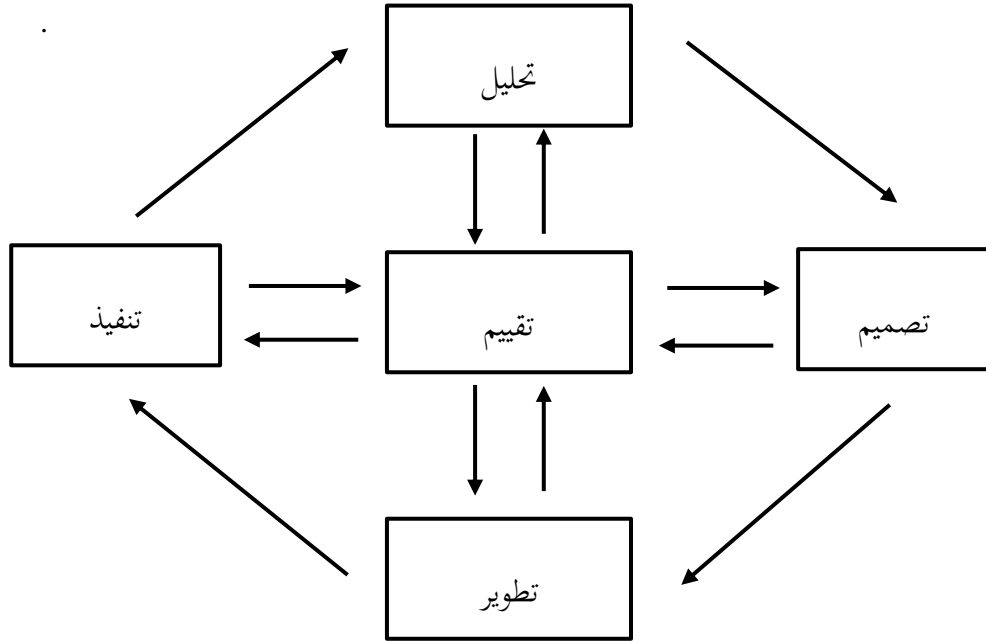 .
تحليل
تصميم
تقييم
تنفيذ
تطوير